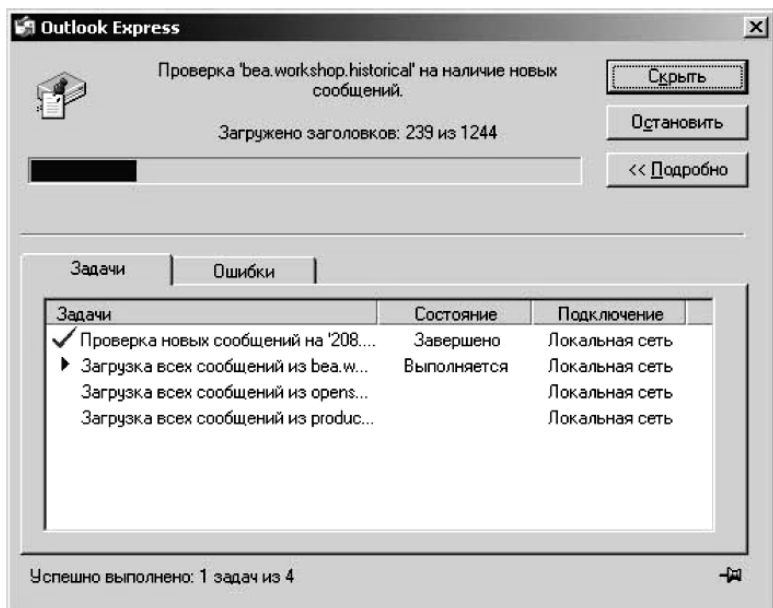 Outlook Express
Проверка 'bea.workshop.historical' на наличие новых
сообщений.
Загружено заголовков: 239 из 1244
Скрыть
Остановить
<< Подробно
Задачи Ошибки
Задачи Состояние Подключение
Проверка новых сообщений на '208.... Завершено Локальная сеть
Загрузка всех сообщений из bea.w... Выполняется Локальная сеть
Загрузка всех сообщений из opens... Локальная сеть
Загрузка всех сообщений из produc... Локальная сеть
Успешно выполнено: 1 задач из 4